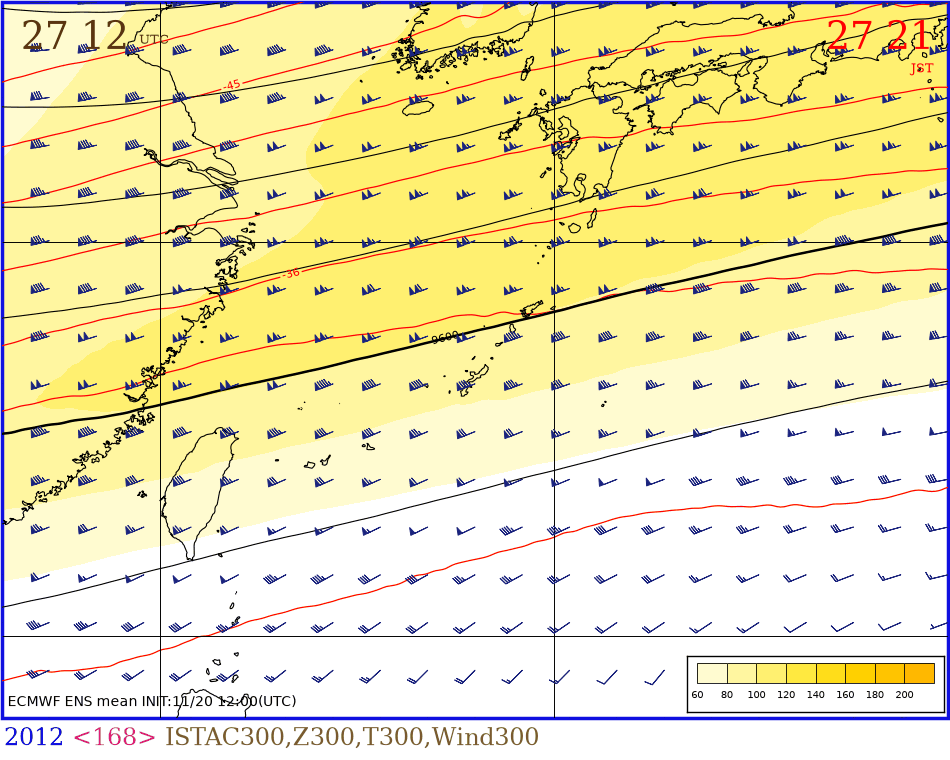 27 12 UTC
27 21
JST
-45
-36
9600
60 80 100 120 140 160 180 200
ECMWF ENS mean INIT:11/20 12:00(UTC)
2012 <168> ISTAC300,Z300,T300,Wind300